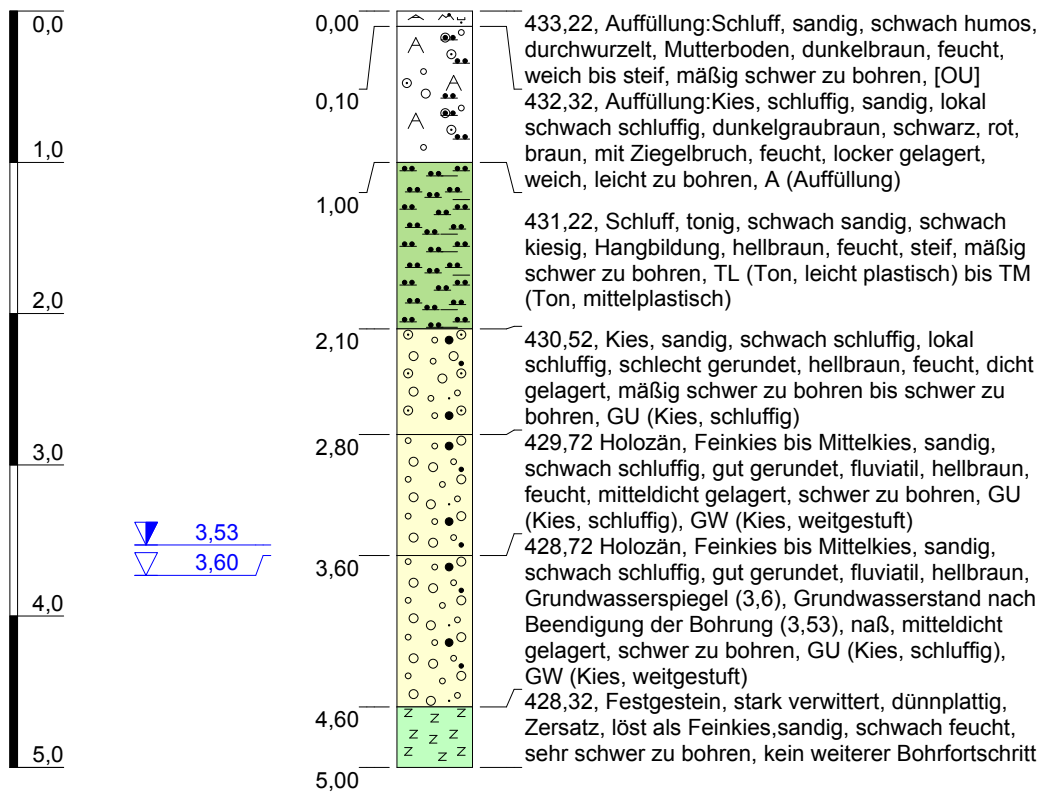 0,0
1,0
2,0
3,0
4,0
5,0
3,53
3,60
0,00
0,10
1,00
2,10
2,80
3,60
4,60
5,00
433,22, Auffüllung:Schluff, sandig, schwach humos,
durchwurzelt, Mutterboden, dunkelbraun, feucht,
weich bis steif, mäßig schwer zu bohren, [OU]
432,32, Auffüllung:Kies, schluffig, sandig, lokal
schwach schluffig, dunkelgraubraun, schwarz, rot,
braun, mit Ziegelbruch, feucht, locker gelagert,
weich, leicht zu bohren, A (Auffüllung)
431,22, Schluff, tonig, schwach sandig, schwach
kiesig, Hangbildung, hellbraun, feucht, steif, mäßig
schwer zu bohren, TL (Ton, leicht plastisch) bis TM
(Ton, mittelplastisch)
430,52, Kies, sandig, schwach schluffig, lokal
schluffig, schlecht gerundet, hellbraun, feucht, dicht
gelagert, mäßig schwer zu bohren bis schwer zu
bohren, GU (Kies, schluffig)
429,72 Holozän, Feinkies bis Mittelkies, sandig,
schwach schluffig, gut gerundet, fluviatil, hellbraun,
feucht, mitteldicht gelagert, schwer zu bohren, GU
(Kies, schluffig), GW (Kies, weitgestuft)
428,72 Holozän, Feinkies bis Mittelkies, sandig,
schwach schluffig, gut gerundet, fluviatil, hellbraun,
Grundwasserspiegel (3,6), Grundwasserstand nach
Beendigung der Bohrung (3,53), naß, mitteldicht
gelagert, schwer zu bohren, GU (Kies, schluffig),
GW (Kies, weitgestuft)
428,32, Festgestein, stark verwittert, dünnplattig,
Zersatz, löst als Feinkies,sandig, schwach feucht,
sehr schwer zu bohren, kein weiterer Bohrfortschritt